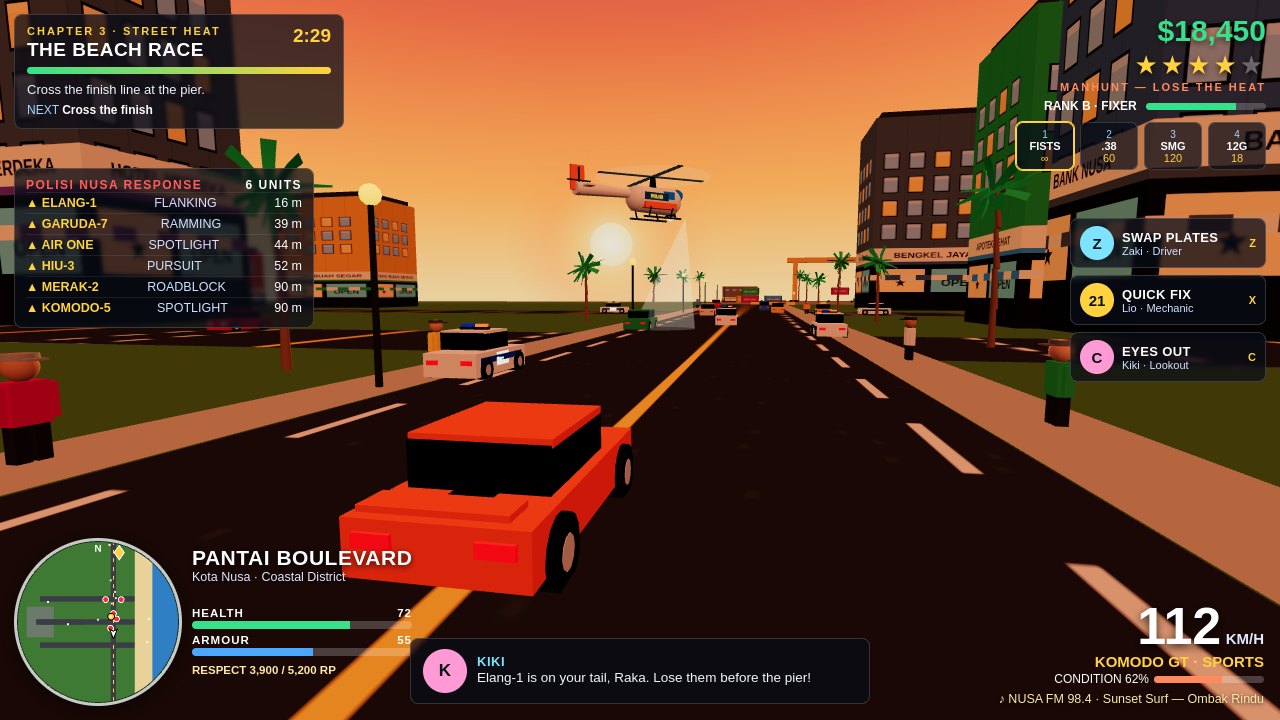 CHAPTER 3 · STREET HEAT
THE BEACH RACE
2:29
Cross the finish line at the pier.
NEXT Cross the finish
POLISI NUSA RESPONSE 6 UNITS
▲ ELANG-1 FLANKING 16 m
▲ GARUDA-7 RAMMING 39 m
▲ AIR ONE SPOTLIGHT 44 m
▲ HIU-3 PURSUIT 52 m
▲ MERAK-2 ROADBLOCK 90 m
▲ KOMODO-5 SPOTLIGHT 90 m
$18,450
★★★★★
MANHUNT — LOSE THE HEAT
RANK B · FIXER
1
FISTS
∞
2
.38
60
3
SMG
120
4
12G
18
Z
SWAP PLATES
Zaki · Driver
Z
21
QUICK FIX
Lio · Mechanic
X
C
EYES OUT
Kiki · Lookout
C
POLISI
BANK NUSA
BENGKEL JAYA
OPEN
N
PANTAI BOULEVARD
Kota Nusa · Coastal District
HEALTH 72
ARMOUR 55
RESPECT 3,900 / 5,200 RP
K
KIKI
Elang-1 is on your tail, Raka. Lose them before the pier!
112 KM/H
KOMODO GT · SPORTS
CONDITION 62%
♪ NUSA FM 98.4 · Sunset Surf — Ombak Rindu